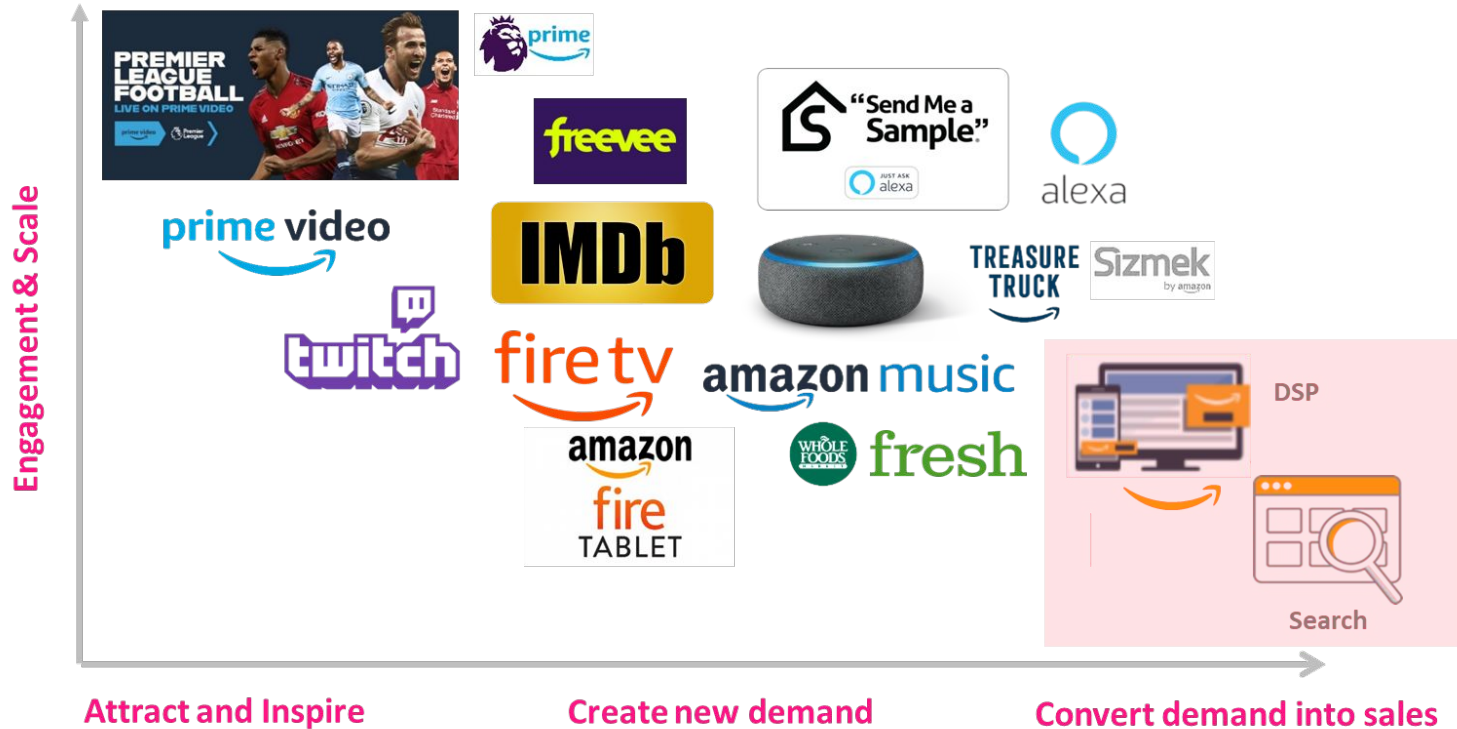 PREMIER
LEAGUE
FOOTBALL
LIVE ON PRIME VIDEO
prime video
Premier
League
Standard
Chartered
prime
freevee
"Send Me a
Sample"
JUST ASK
alexa
alexa
prime video
IMDb
TREASURE
TRUCK
Sizmek
by amazon
twitch
fire tv
amazon music
DSP
WHOLE
FOODS
MARKET
fresh
amazon
fire
TABLET
Search
Engagement & Scale
Attract and Inspire
Create new demand
Convert demand into sales